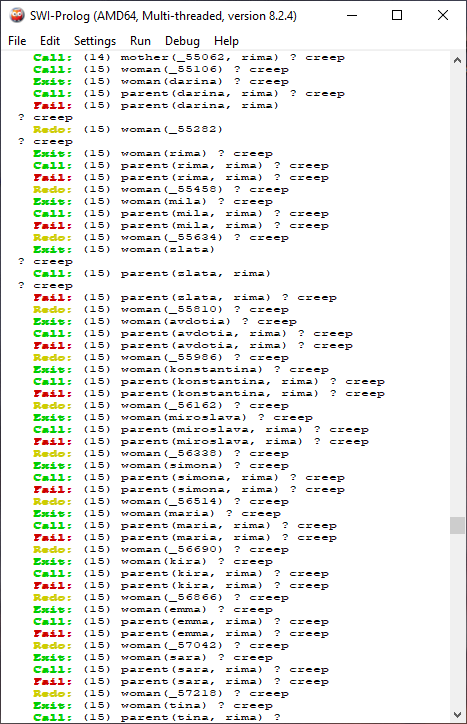 SWI-Prolog (AMD64, Multi-threaded, version 8.2.4)
File Edit Settings Run Debug Help
Call: (14) mother(_55062, rima) ? creep
Call: (15) woman(_55106) ? creep
Exit: (15) woman(darina) ? creep
Call: (15) parent(darina, rima) ? creep
Fail: (15) parent(darina, rima)
? creep
Redo: (15) woman(_55282)
? creep
Exit: (15) woman(rima) ? creep
Call: (15) parent(rima, rima) ? creep
Fail: (15) parent(rima, rima) ? creep
Redo: (15) woman(_55458) ? creep
Exit: (15) woman(mila) ? creep
Call: (15) parent(mila, rima) ? creep
Fail: (15) parent(mila, rima) ? creep
Redo: (15) woman(_55634) ? creep
Exit: (15) woman(zlata)
? creep
Call: (15) parent(zlata, rima)
? creep
Fail: (15) parent(zlata, rima) ? creep
Redo: (15) woman(_55810) ? creep
Exit: (15) woman(avdotia) ? creep
Call: (15) parent(avdotia, rima) ? creep
Fail: (15) parent(avdotia, rima) ? creep
Redo: (15) woman(_55986) ? creep
Exit: (15) woman(konstantina) ? creep
Call: (15) parent(konstantina, rima) ? creep
Fail: (15) parent(konstantina, rima) ? creep
Redo: (15) woman(_56162) ? creep
Exit: (15) woman(miroslava) ? creep
Call: (15) parent(miroslava, rima) ? creep
Fail: (15) parent(miroslava, rima) ? creep
Redo: (15) woman(_56338) ? creep
Exit: (15) woman(simona) ? creep
Call: (15) parent(simona, rima) ? creep
Fail: (15) parent(simona, rima) ? creep
Redo: (15) woman(_56514) ? creep
Exit: (15) woman(maria) ? creep
Call: (15) parent(maria, rima) ? creep
Fail: (15) parent(maria, rima) ? creep
Redo: (15) woman(_56690) ? creep
Exit: (15) woman(kira) ? creep
Call: (15) parent(kira, rima) ? creep
Fail: (15) parent(kira, rima) ? creep
Redo: (15) woman(_56866) ? creep
Exit: (15) woman(emma) ? creep
Call: (15) parent(emma, rima) ? creep
Fail: (15) parent(emma, rima) ? creep
Redo: (15) woman(_57042) ? creep
Exit: (15) woman(sara) ? creep
Call: (15) parent(sara, rima) ? creep
Fail: (15) parent(sara, rima) ? creep
Redo: (15) woman(_57218) ? creep
Exit: (15) woman(tina) ? creep
Call: (15) parent(tina, rima) ?